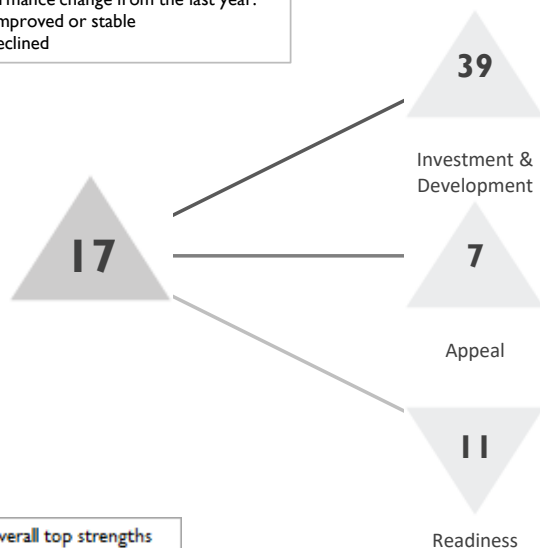 rmance change from the last year:
mproved or stable
eclined
39
Investment &
Development
17
7
Appeal
11
Readiness
verall top strengths